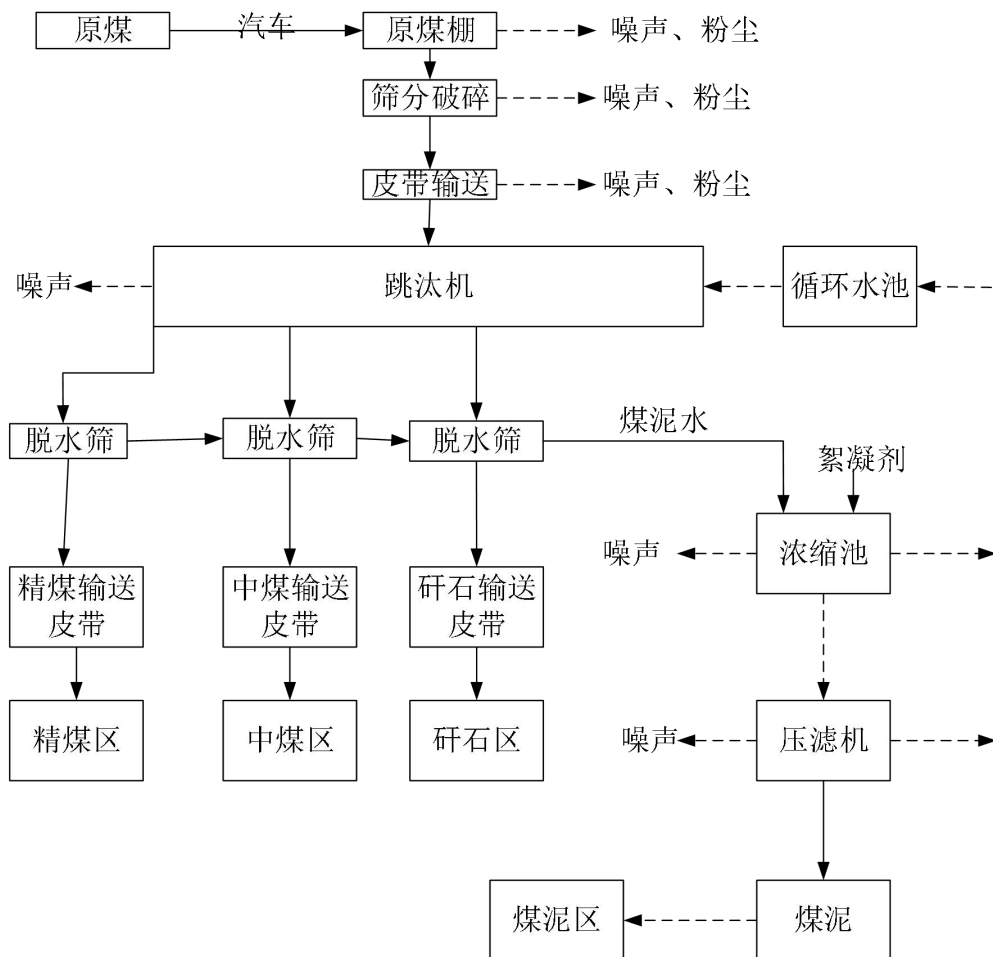 原煤
汽车
原煤棚
噪声、粉尘
筛分破碎
噪声、粉尘
皮带输送
噪声、粉尘
噪声
跳汰机
循环水池
脱水筛
脱水筛
脱水筛
煤泥水
絮凝剂
噪声
浓缩池
精煤输送
皮带
中煤输送
皮带
矸石输送
皮带
精煤区
中煤区
矸石区
噪声
压滤机
煤泥区
煤泥